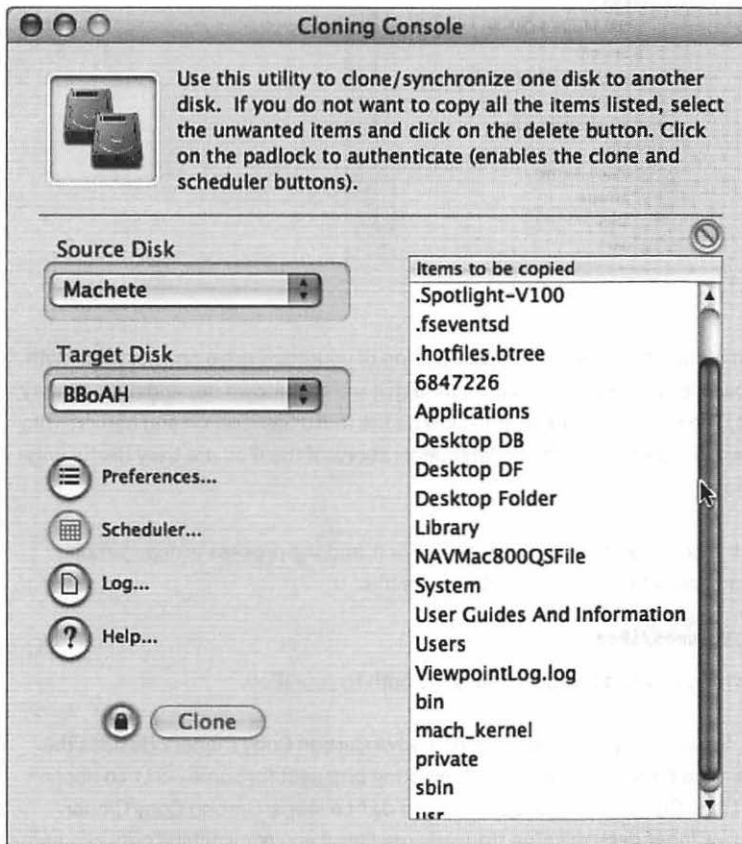 Cloning Console
Use this utility to clone/synchronize one disk to another
disk. If you do not want to copy all the items listed, select
the unwanted items and click on the delete button. Click
on the padlock to authenticate (enables the clone and
scheduler buttons).
Source Disk
Machete
Target Disk
BBoAH
Preferences...
Scheduler...
Log...
Help...
Clone
Items to be copied
.Spotlight-V100
.fseventsd
.hotfiles.btree
6847226
Applications
Desktop DB
Desktop DF
Desktop Folder
Library
NAVMac800QSFile
System
User Guides And Information
Users
ViewpointLog.log
bin
mach_kernel
private
sbin
usr